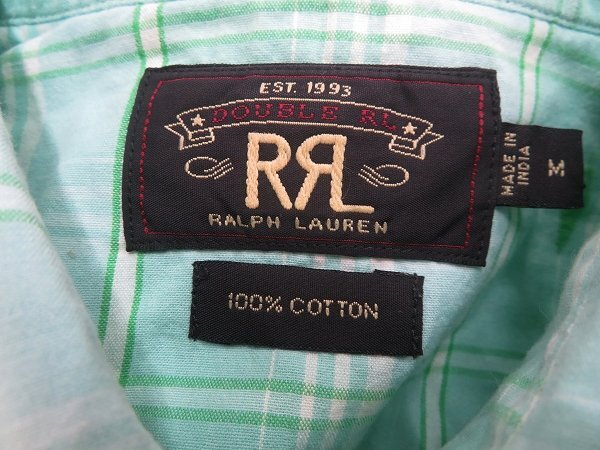 EST. 1993
DOUBLE RL
RRL
RALPH LAUREN
MADE IN
INDIA
M
100% COTTON